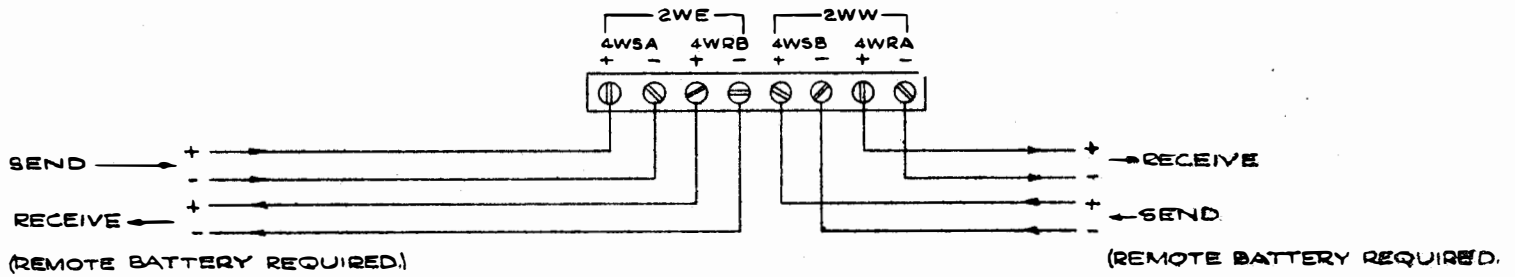 2WE 2WW
4WSA 4WRB 4WSB 4WRA
+ - + - + - + -
+ +
SEND RECEIVE
- -
+ +
RECEIVE SEND
- -
(REMOTE BATTERY REQUIRED.) (REMOTE BATTERY REQUIRED.